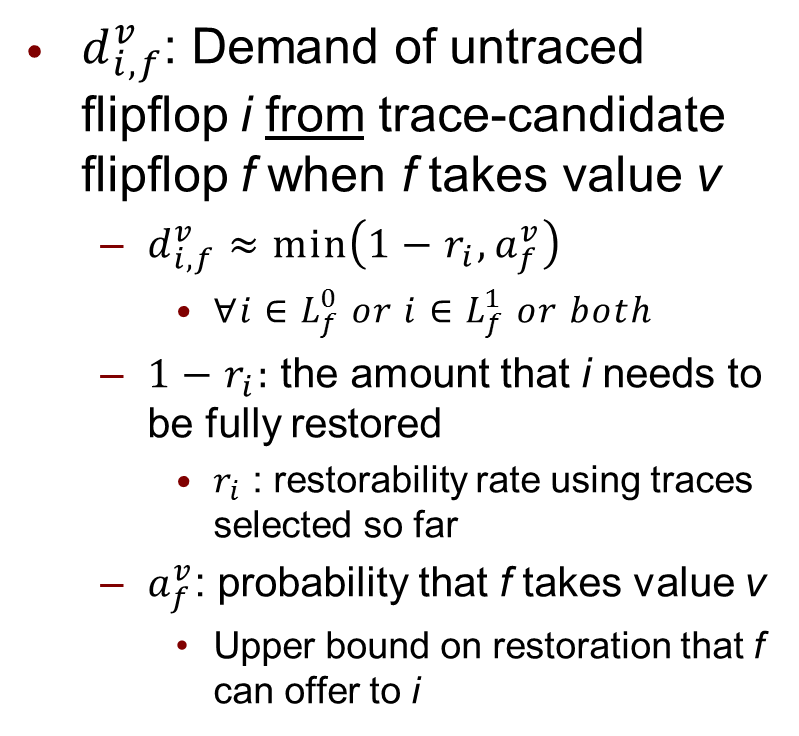 • $d_{i,f}^{v}$: Demand of untraced
flipflop i from trace-candidate
flipflop f when f takes value v
– $d_{i,f}^{v} \approx \min(1 - r_i, a_f^v)$
• $\forall i \in L_f^0 \text{ or } i \in L_f^1 \text{ or both}$
– $1 - r_i$: the amount that i needs to
be fully restored
• $r_i$ : restorability rate using traces
selected so far
– $a_f^v$: probability that f takes value v
• Upper bound on restoration that f
can offer to i